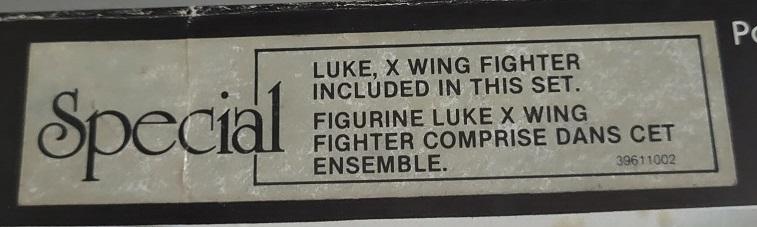 Special
LUKE, X WING FIGHTER
INCLUDED IN THIS SET.
FIGURINE LUKE X WING
FIGHTER COMPRISE DANS CET
ENSEMBLE.
39611002